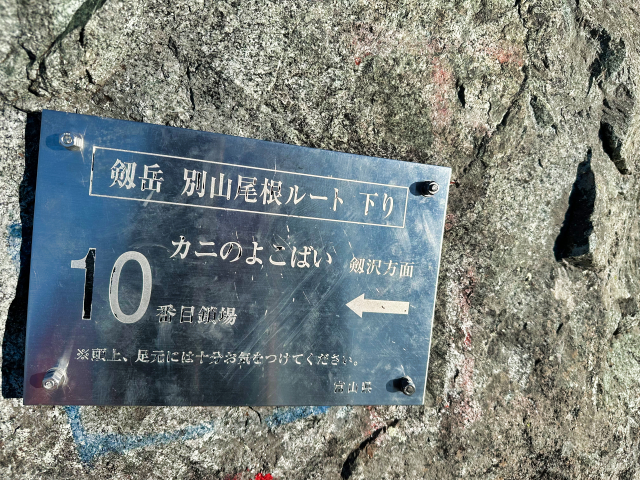 剱岳 別山尾根ルート 下り
カニのよこばい 剱沢方面
10番目鎖場
※頭上、足元には十分お気をつけてください。
富山県